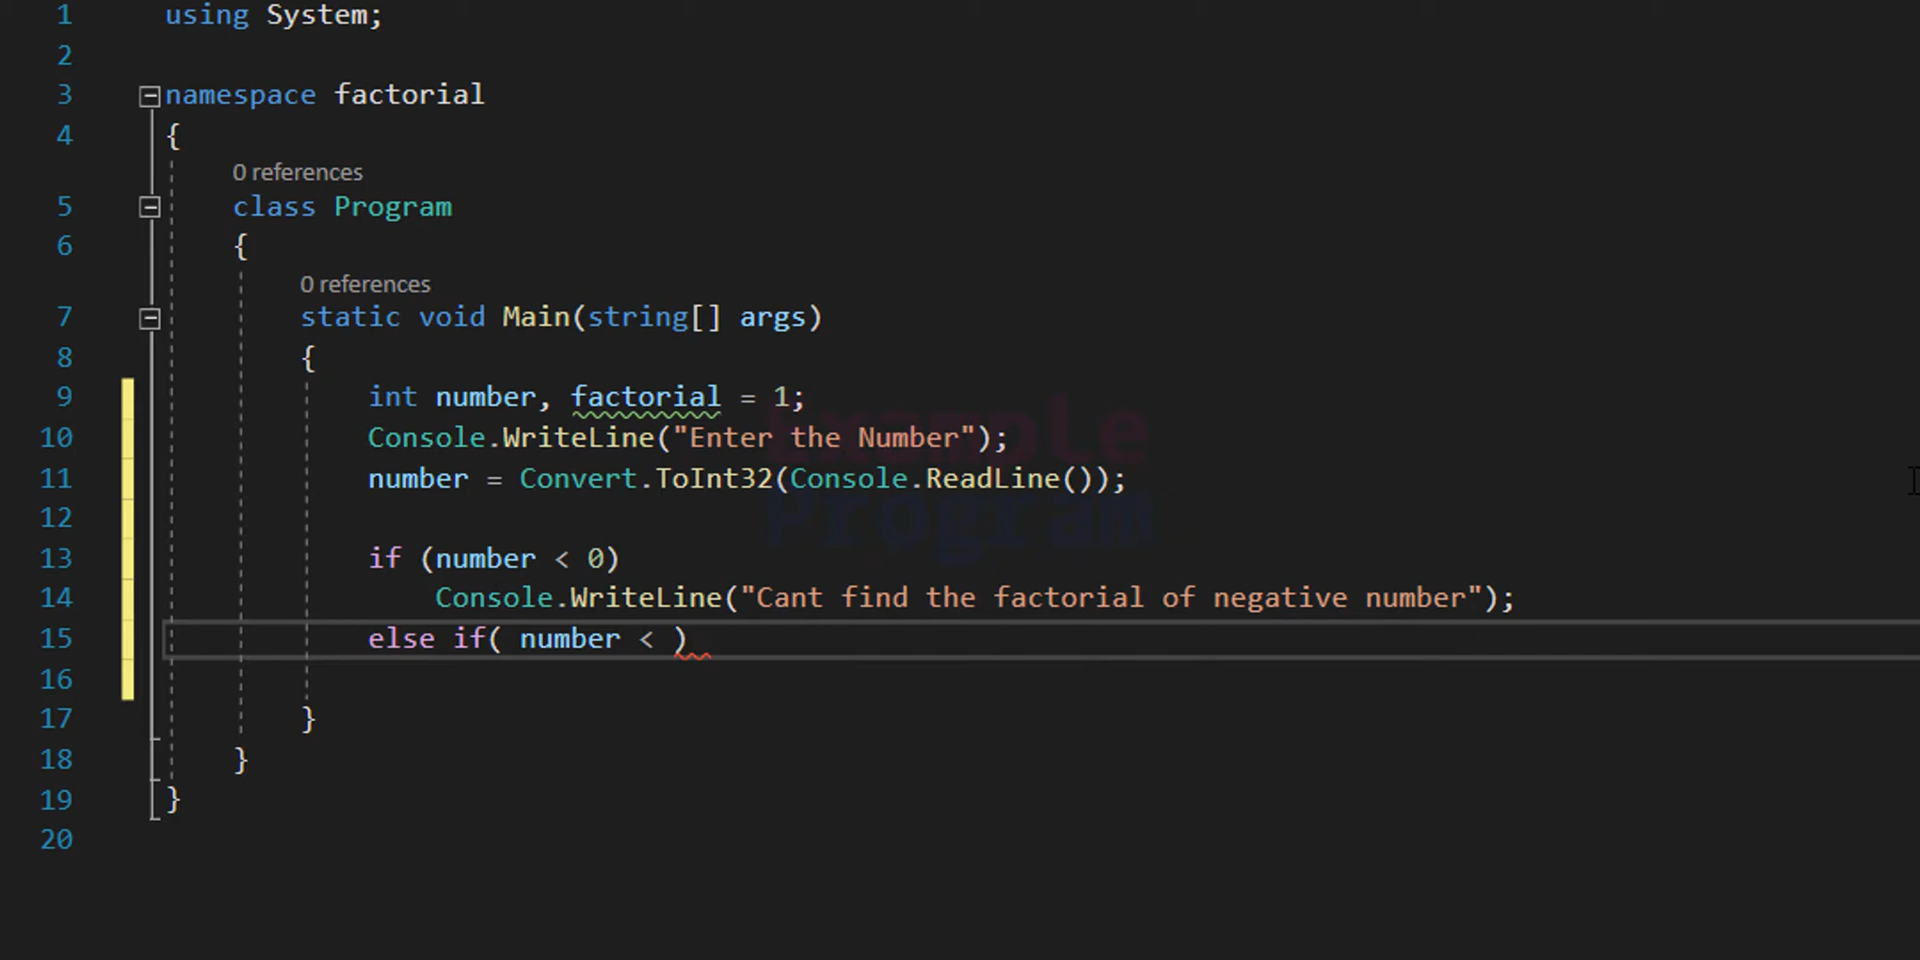 1 using System;
2
3 namespace factorial
4 {
0 references
5 class Program
6 {
0 references
7 static void Main(string[] args)
8 {
9 int number, factorial = 1;
10 Console.WriteLine("Enter the Number");
11 number = Convert.ToInt32(Console.ReadLine());
12
13 if (number < 0)
14 Console.WriteLine("Cant find the factorial of negative number");
15 else if( number < )
16
17 }
18 }
19 }
20
Example
Program